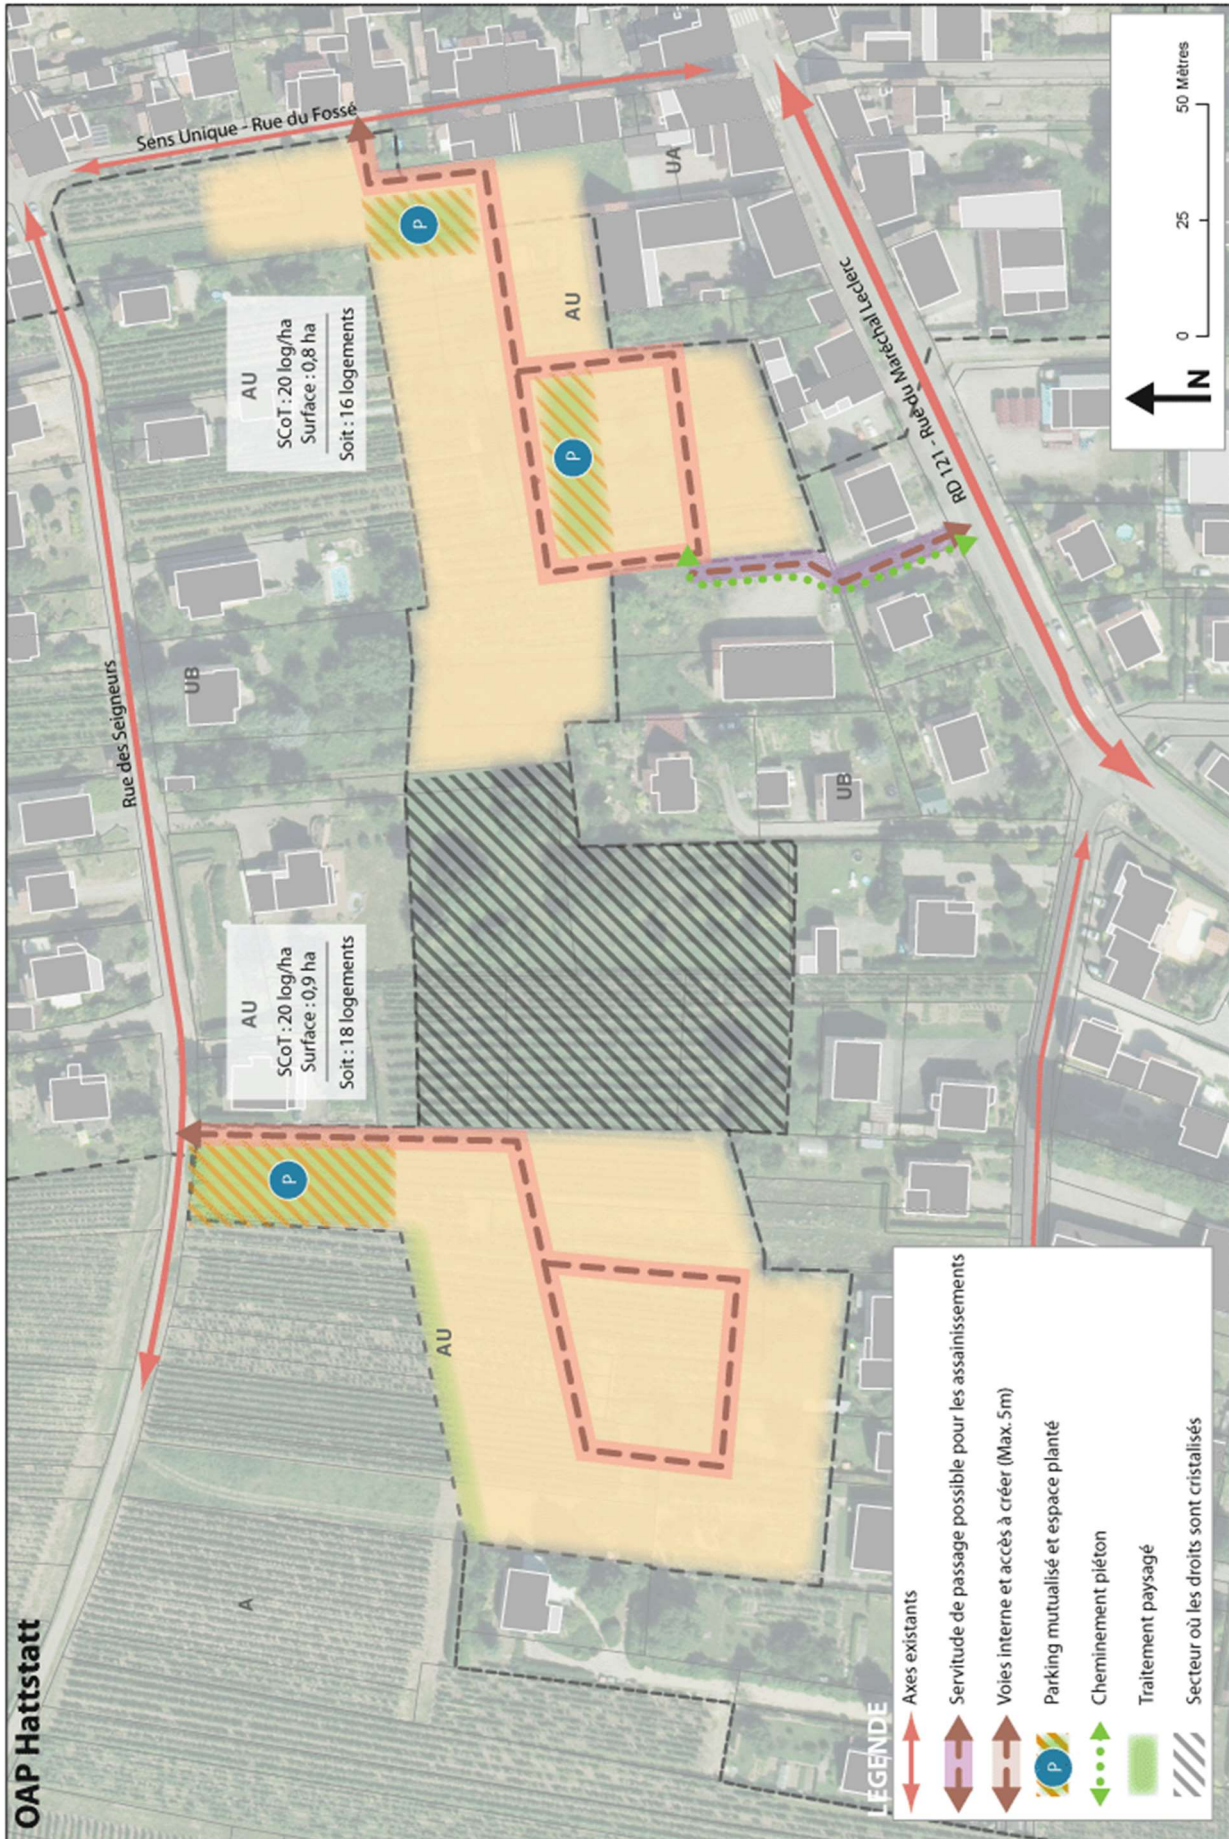 OAP Hattstatt
Rue des Seigneurs
Sens Unique - Rue du Fossé
AU
SCoT : 20 log/ha
Surface : 0,9 ha
Soit : 18 logements
AU
SCoT : 20 log/ha
Surface : 0,8 ha
Soit : 16 logements
UB
P
P
P
A
AU
AU
UA
UB
RD 121 - Rue du Maréchal Leclerc
LEGENDE
Axes existants
Servitude de passage possible pour les assainissements
Voies interne et accès à créer (Max. 5m)
P
Parking mutualisé et espace planté
Cheminement piéton
Traitement paysagé
Secteur où les droits sont cristalisés
N
0 25 50 Mètres